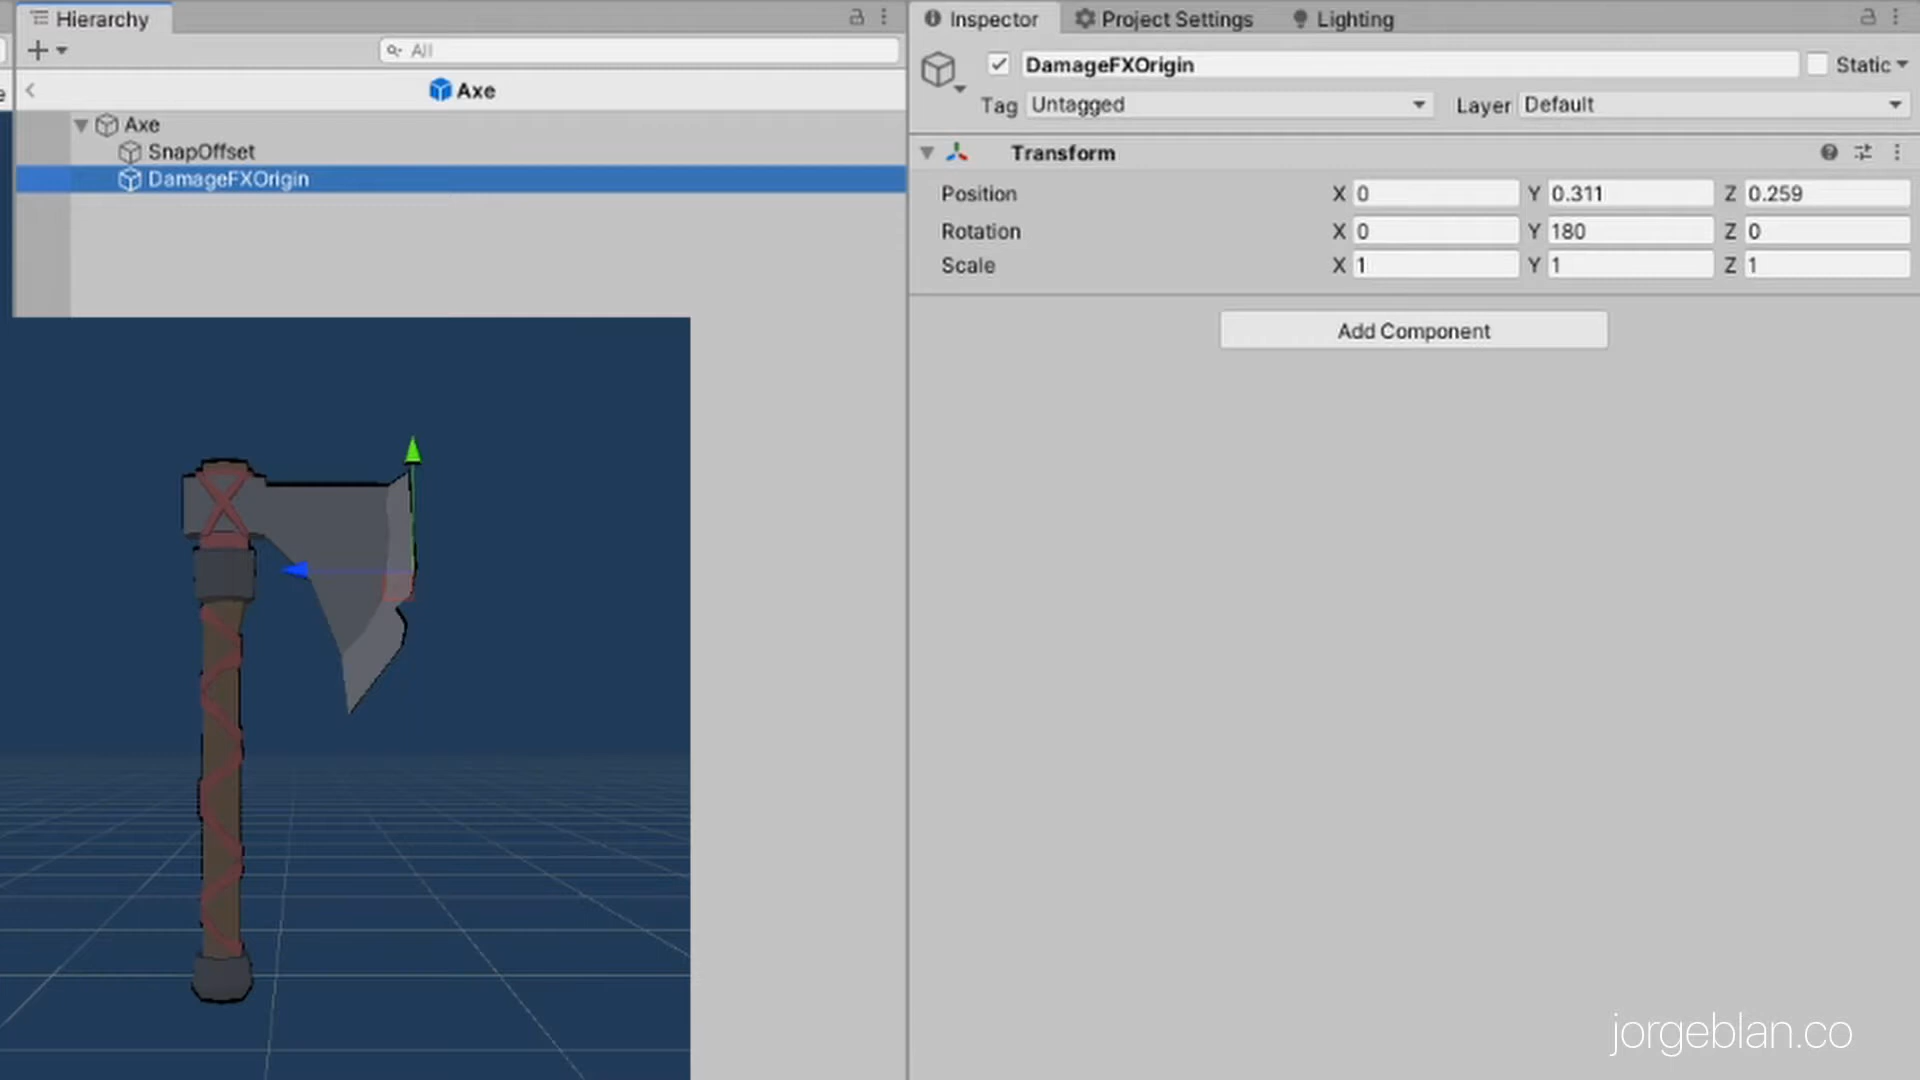 Hierarchy
All
Axe
Axe
SnapOffset
DamageFXOrigin
Inspector Project Settings Lighting
DamageFXOrigin Static
Tag Untagged Layer Default
Transform
Position X 0 Y 0.311 Z 0.259
Rotation X 0 Y 180 Z 0
Scale X 1 Y 1 Z 1
Add Component
jorgeblan.co